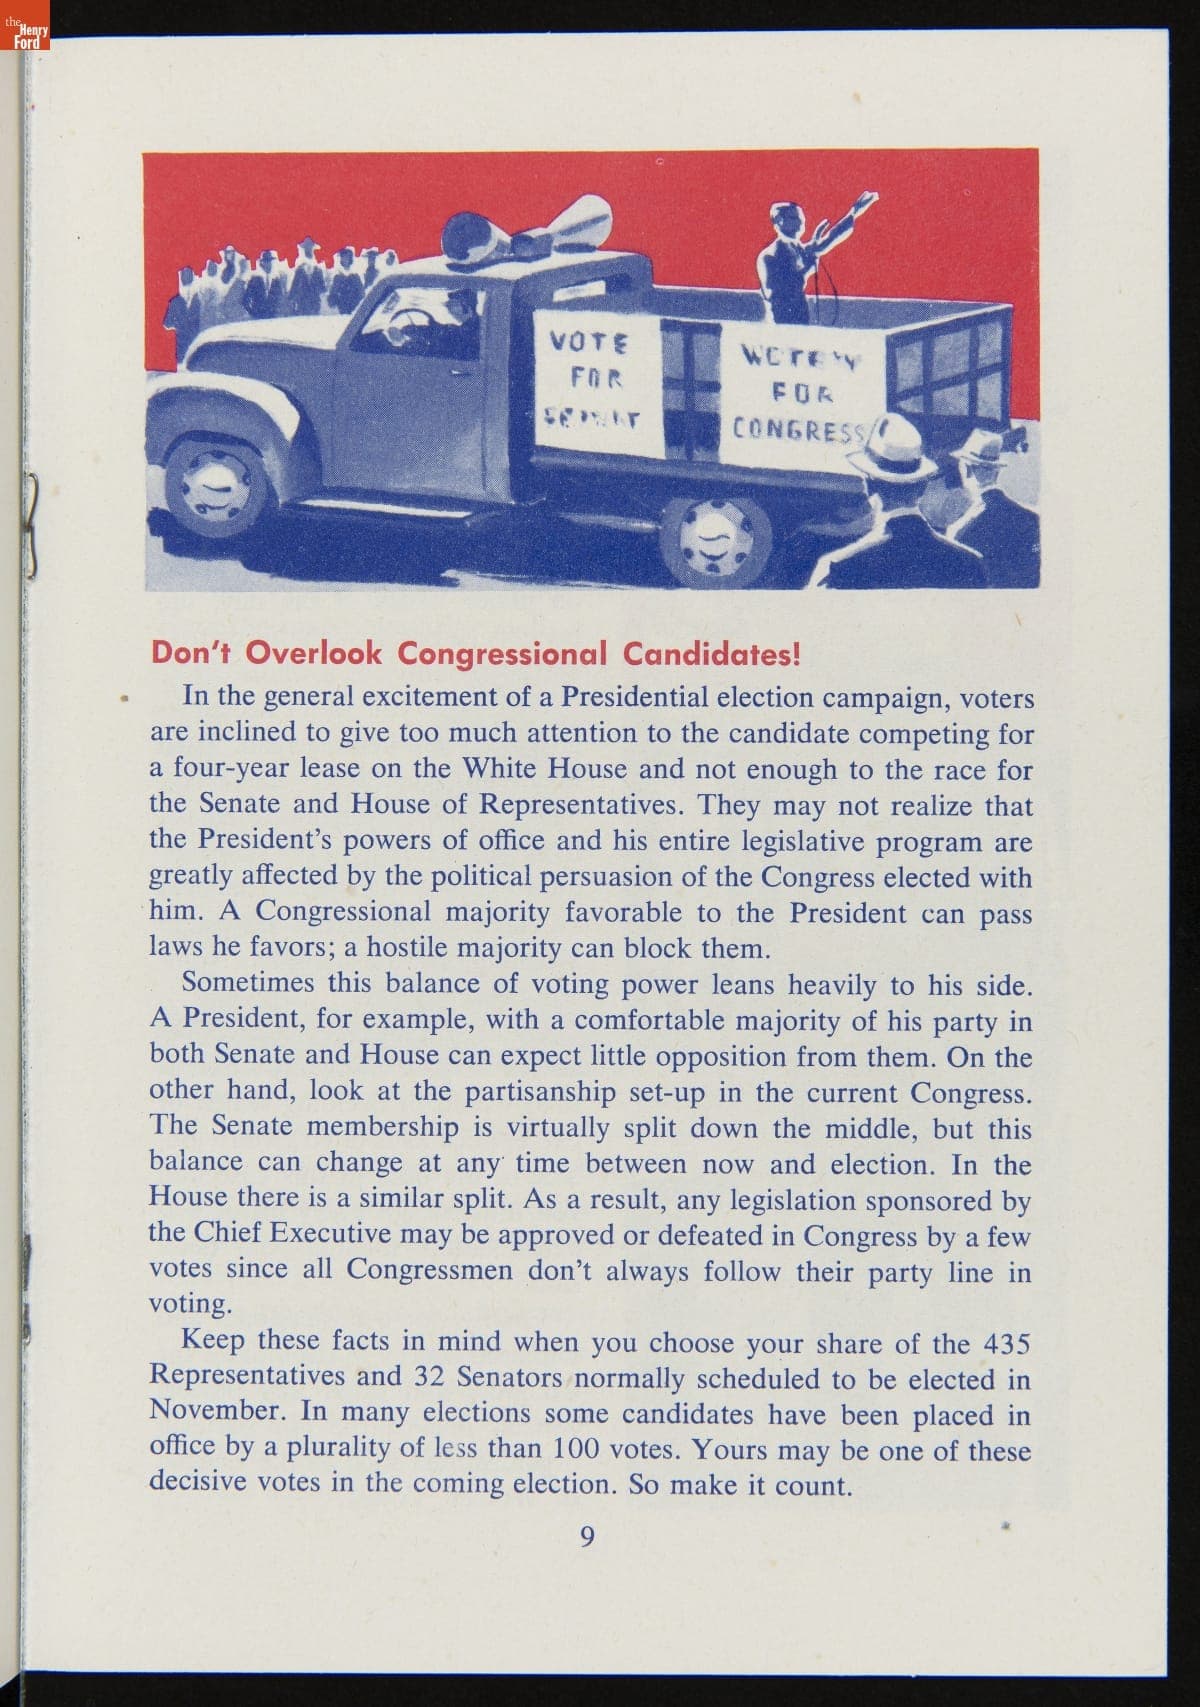 the
Henry
Ford
VOTE
FOR
FOR
CONGRESS
Don't Overlook Congressional Candidates!
In the general excitement of a Presidential election campaign, voters
are inclined to give too much attention to the candidate competing for
a four-year lease on the White House and not enough to the race for
the Senate and House of Representatives. They may not realize that
the President's powers of office and his entire legislative program are
greatly affected by the political persuasion of the Congress elected with
him. A Congressional majority favorable to the President can pass
laws he favors; a hostile majority can block them.
Sometimes this balance of voting power leans heavily to his side.
A President, for example, with a comfortable majority of his party in
both Senate and House can expect little opposition from them. On the
other hand, look at the partisanship set-up in the current Congress.
The Senate membership is virtually split down the middle, but this
balance can change at any time between now and election. In the
House there is a similar split. As a result, any legislation sponsored by
the Chief Executive may be approved or defeated in Congress by a few
votes since all Congressmen don't always follow their party line in
voting.
Keep these facts in mind when you choose your share of the 435
Representatives and 32 Senators normally scheduled to be elected in
November. In many elections some candidates have been placed in
office by a plurality of less than 100 votes. Yours may be one of these
decisive votes in the coming election. So make it count.
9